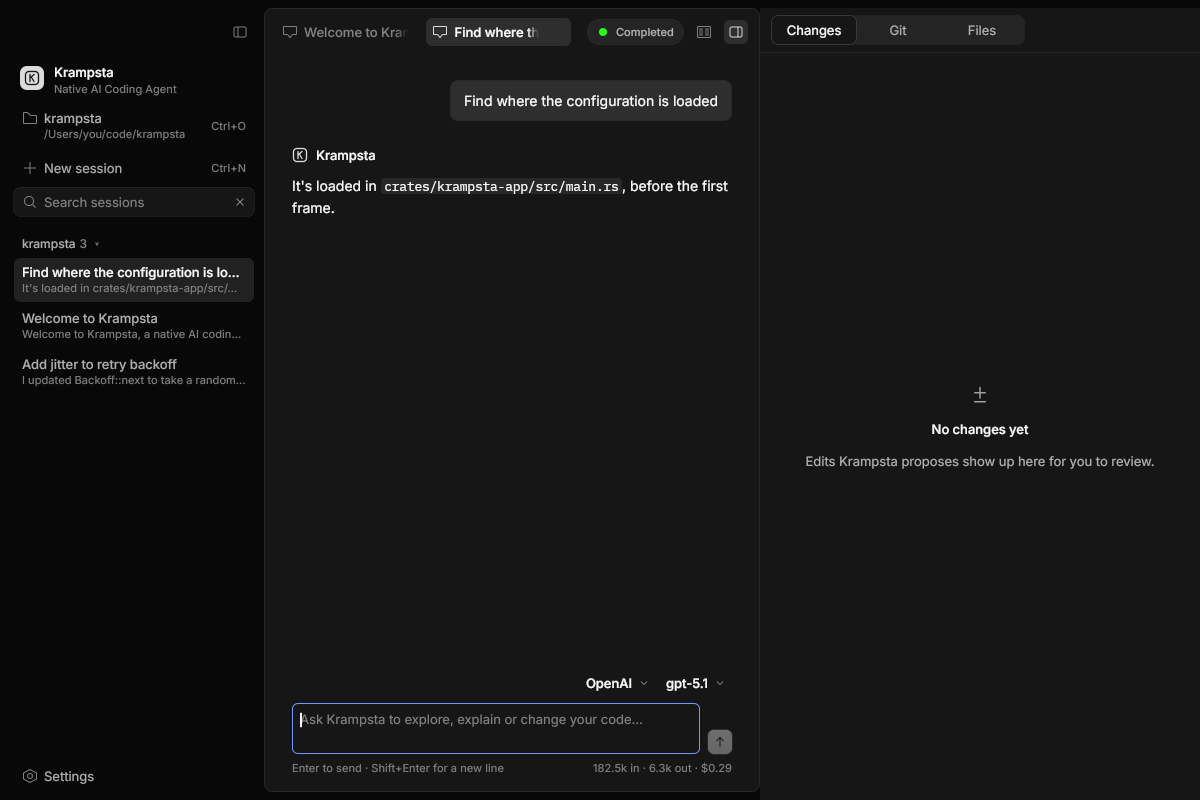 Krampsta
Native AI Coding Agent
krampsta
/Users/you/code/krampsta
Ctrl+O
New session
Ctrl+N
Search sessions
krampsta 3
Find where the configuration is lo...
It's loaded in crates/krampsta-app/src/...
Welcome to Krampsta
Welcome to Krampsta, a native AI codin...
Add jitter to retry backoff
I updated Backoff::next to take a random...
Settings
Welcome to Krar
Find where th
Completed
Find where the configuration is loaded
K Krampsta
It's loaded in crates/krampsta-app/src/main.rs, before the first
frame.
OpenAI
gpt-5.1
Ask Krampsta to explore, explain or change your code...
Enter to send · Shift+Enter for a new line
182.5k in · 6.3k out · $0.29
Changes
Git
Files
No changes yet
Edits Krampsta proposes show up here for you to review.